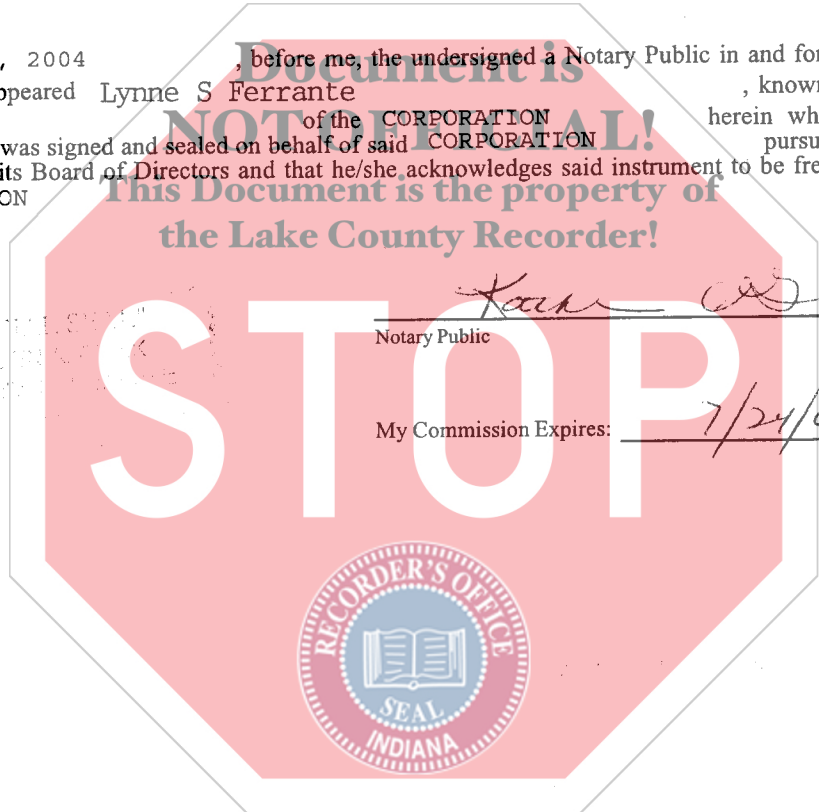 Document is
, 2004 , before me, the undersigned a Notary Public in and for
ppeared Lynne S Ferrante , known
of the CORPORATION herein wh
NOT OFFICIAL!
was signed and sealed on behalf of said CORPORATION pursu
its Board of Directors and that he/she acknowledges said instrument to be fre
ON
This Document is the property of
the Lake County Recorder!
Notary Public
My Commission Expires: 7/24/
STOP
RECORDER'S OFFICE
SEAL
INDIANA